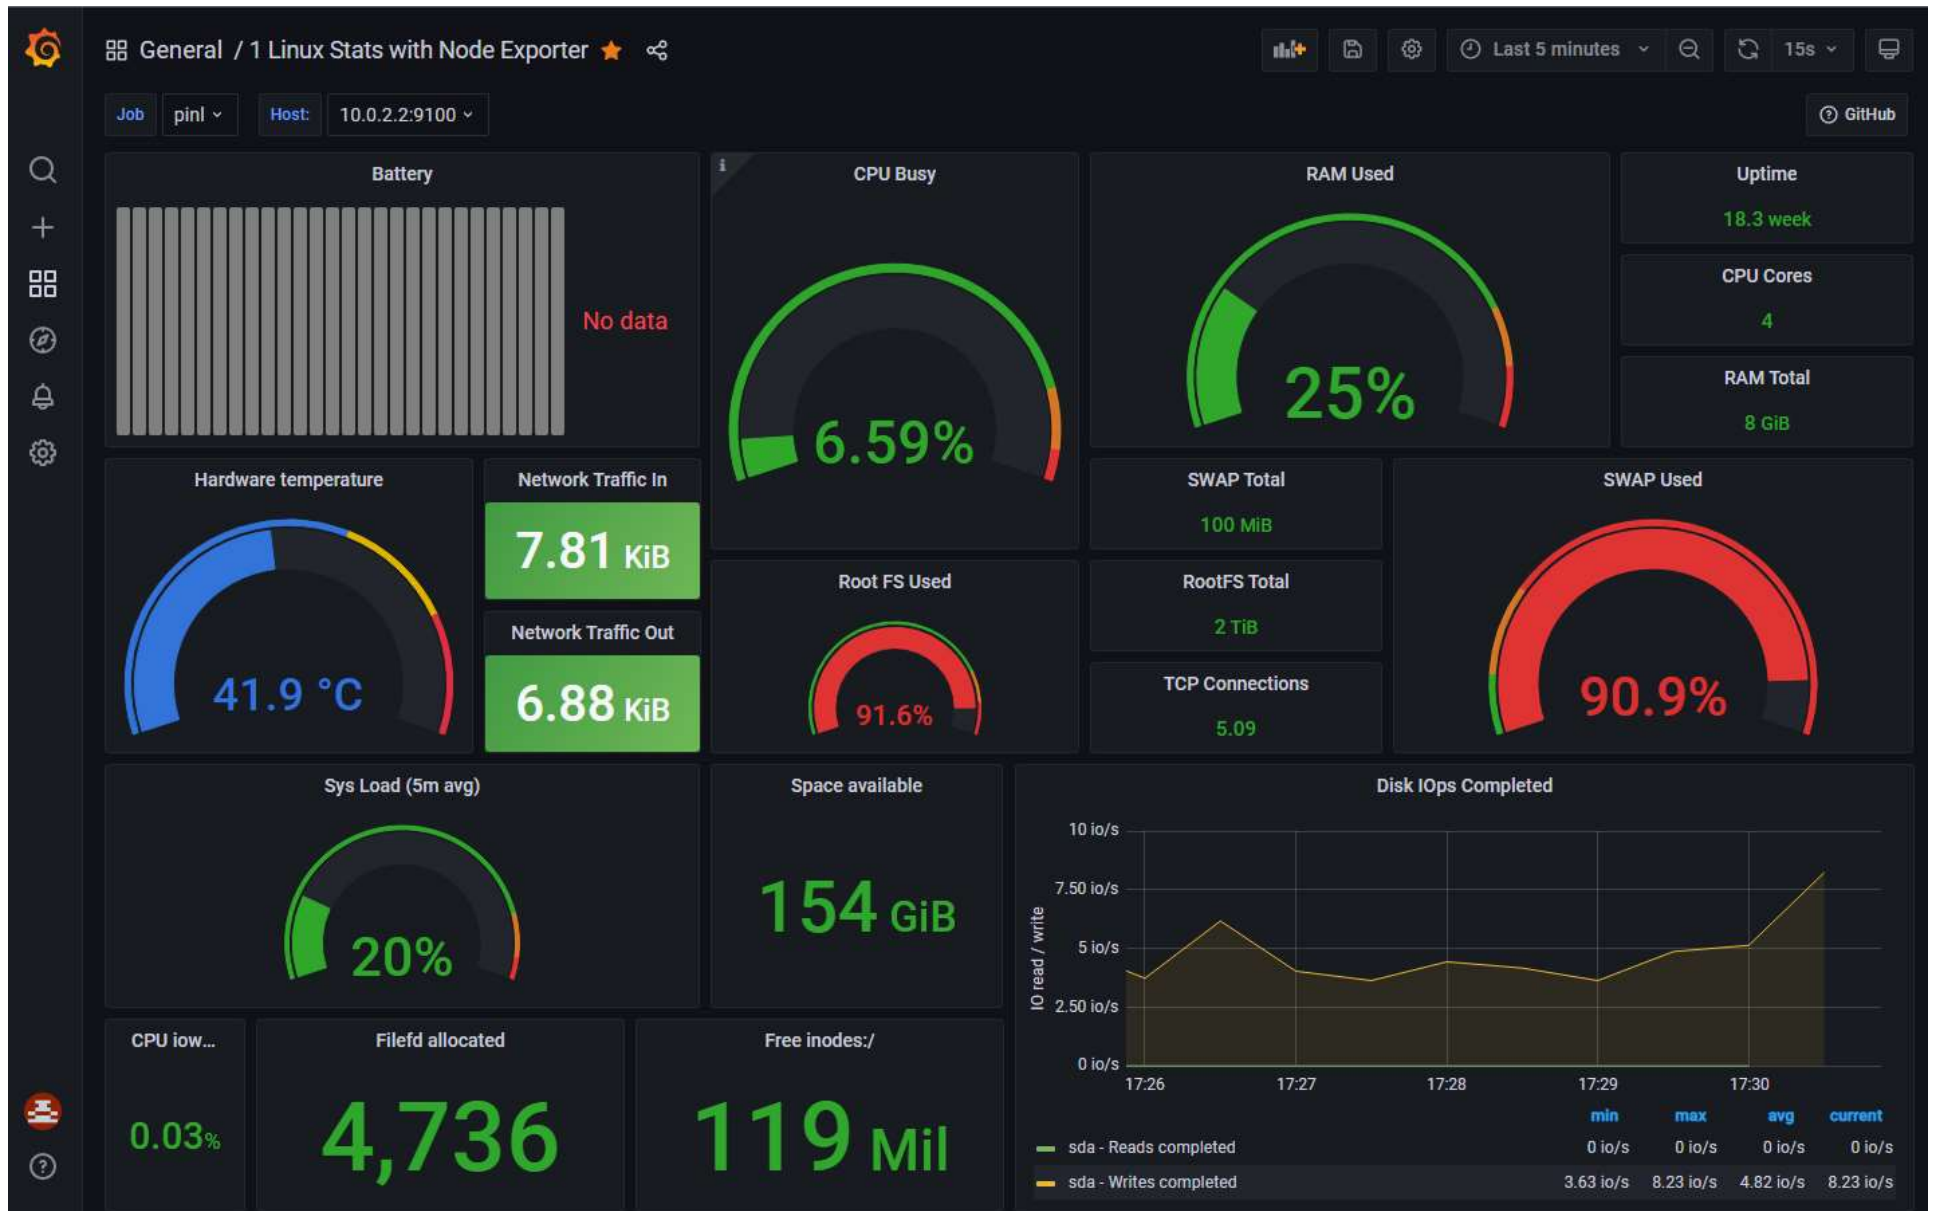 General / 1 Linux Stats with Node Exporter
Last 5 minutes
15s
Job
pinl
Host:
10.0.2.2:9100
GitHub
Battery
No data
CPU Busy
6.59%
RAM Used
25%
Uptime
18.3 week
CPU Cores
4
RAM Total
8 GiB
Hardware temperature
41.9 °C
Network Traffic In
7.81 KiB
Network Traffic Out
6.88 KiB
Root FS Used
91.6%
SWAP Total
100 MiB
RootFS Total
2 TiB
TCP Connections
5.09
SWAP Used
90.9%
Sys Load (5m avg)
20%
Space available
154 GiB
Disk IOps Completed
IO read / write
10 io/s
7.50 io/s
5 io/s
2.50 io/s
0 io/s
17:26 17:27 17:28 17:29 17:30
min max avg current
sda - Reads completed 0 io/s 0 io/s 0 io/s 0 io/s
sda - Writes completed 3.63 io/s 8.23 io/s 4.82 io/s 8.23 io/s
CPU iow...
0.03%
Filefd allocated
4,736
Free inodes:/
119 Mil